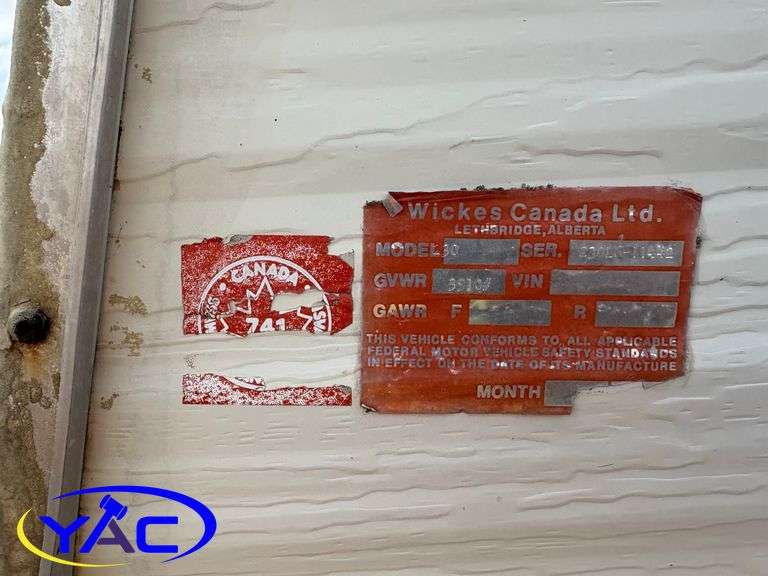 Wickes Canada Ltd.
LETHBRIDGE, ALBERTA
MODEL 30 SER.
GVWR VIN
GAWR F R
THIS VEHICLE CONFORMS TO ALL APPLICABLE
FEDERAL MOTOR VEHICLE SAFETY STANDARDS
IN EFFECT ON THE DATE OF ITS MANUFACTURE
MONTH
CANADA
741
YAC